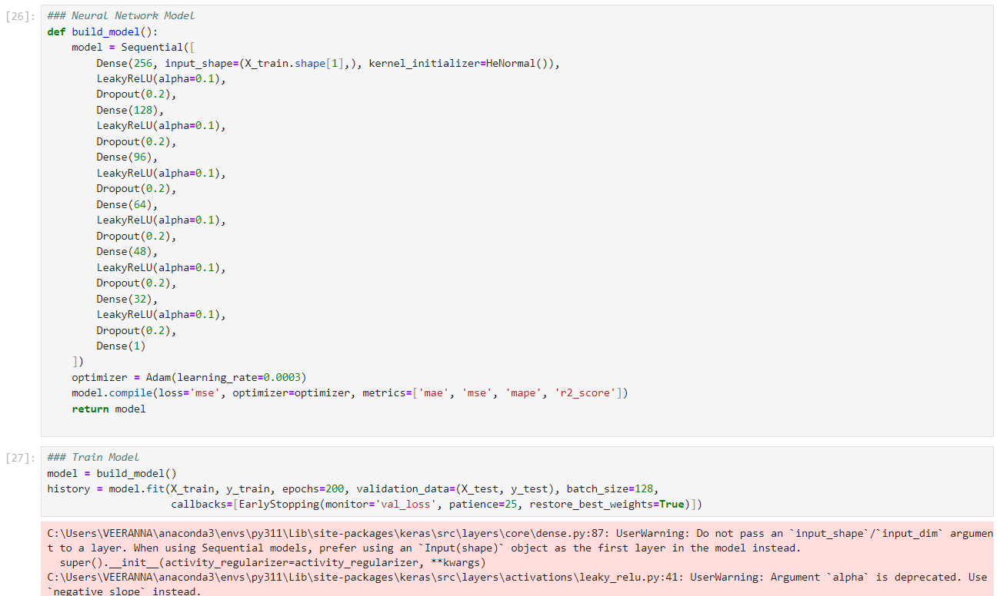 [26]: ### Neural Network Model
def build_model():
    model = Sequential([
        Dense(256, input_shape=(X_train.shape[1],), kernel_initializer=HeNormal()),
        LeakyReLU(alpha=0.1),
        Dropout(0.2),
        Dense(128),
        LeakyReLU(alpha=0.1),
        Dropout(0.2),
        Dense(96),
        LeakyReLU(alpha=0.1),
        Dropout(0.2),
        Dense(64),
        LeakyReLU(alpha=0.1),
        Dropout(0.2),
        Dense(48),
        LeakyReLU(alpha=0.1),
        Dropout(0.2),
        Dense(32),
        LeakyReLU(alpha=0.1),
        Dropout(0.2),
        Dense(1)
    ])
    optimizer = Adam(learning_rate=0.0003)
    model.compile(loss='mse', optimizer=optimizer, metrics=['mae', 'mse', 'mape', 'r2_score'])
    return model
[27]: ### Train Model
model = build_model()
history = model.fit(X_train, y_train, epochs=200, validation_data=(X_test, y_test), batch_size=128,
                    callbacks=[EarlyStopping(monitor='val_loss', patience=25, restore_best_weights=True)])
C:\Users\VEERANNA\anaconda3\envs\py311\Lib\site-packages\keras\src\layers\core\dense.py:87: UserWarning: Do not pass an `input_shape`/`input_dim` argumen
t to a layer. When using Sequential models, prefer using an `Input(shape)` object as the first layer in the model instead.
  super().__init__(activity_regularizer=activity_regularizer, **kwargs)
C:\Users\VEERANNA\anaconda3\envs\py311\Lib\site-packages\keras\src\layers\activations\leaky_relu.py:41: UserWarning: Argument `alpha` is deprecated. Use
`negative_slope` instead.